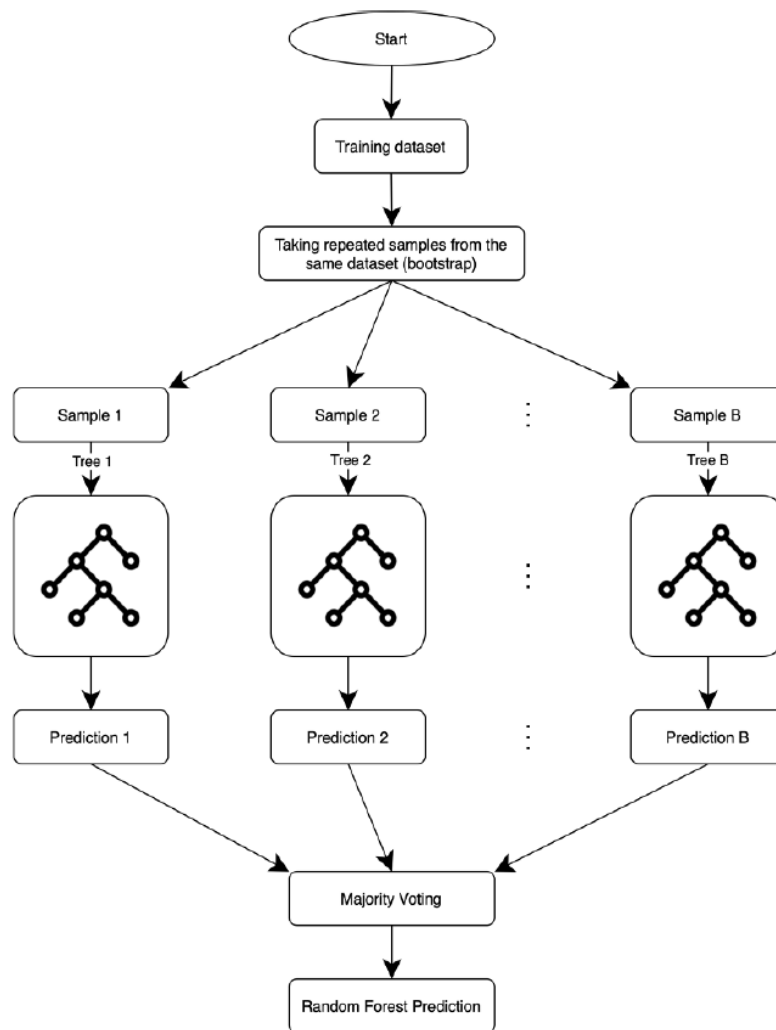 Start
Training dataset
Taking repeated samples from the
same dataset (bootstrap)
Sample 1
Sample 2
Sample B
Tree 1
Tree 2
Tree B
Prediction 1
Prediction 2
Prediction B
Majority Voting
Random Forest Prediction